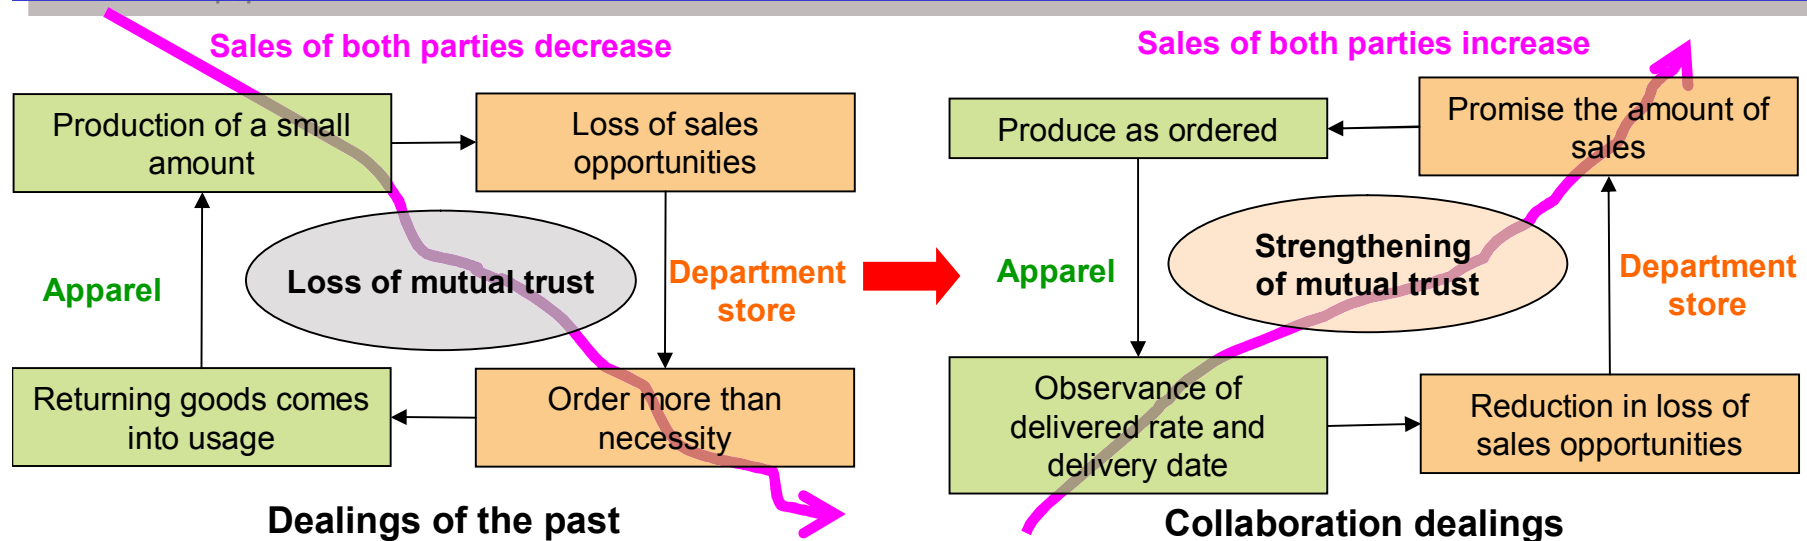 Sales of both parties decrease
Production of a small
amount
Loss of sales
opportunities
Apparel
Loss of mutual trust
Department
store
Returning goods comes
into usage
Order more than
necessity
Dealings of the past
Sales of both parties increase
Produce as ordered
Promise the amount of
sales
Apparel
Strengthening
of mutual trust
Department
store
Observance of
delivered rate and
delivery date
Reduction in loss of
sales opportunities
Collaboration dealings